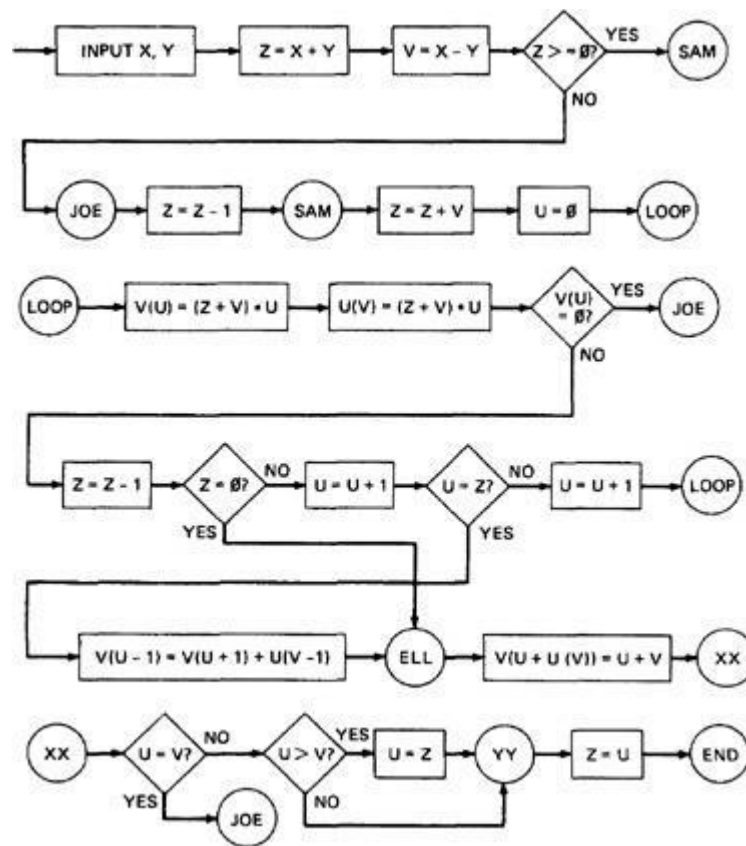 INPUT X, Y
Z = X + Y
V = X - Y
Z > = Ø?
YES
SAM
NO
JOE
Z = Z - 1
SAM
Z = Z + V
U = Ø
LOOP
LOOP
V(U) = (Z + V) * U
U(V) = (Z + V) * U
V(U)
= Ø?
YES
JOE
NO
Z = Z - 1
Z = Ø?
NO
U = U + 1
U = Z?
NO
U = U + 1
LOOP
YES
YES
V(U - 1) = V(U + 1) + U(V - 1)
ELL
V(U + U (V)) = U + V
XX
XX
U = V?
NO
U > V?
YES
U = Z
YY
Z = U
END
YES
NO
JOE